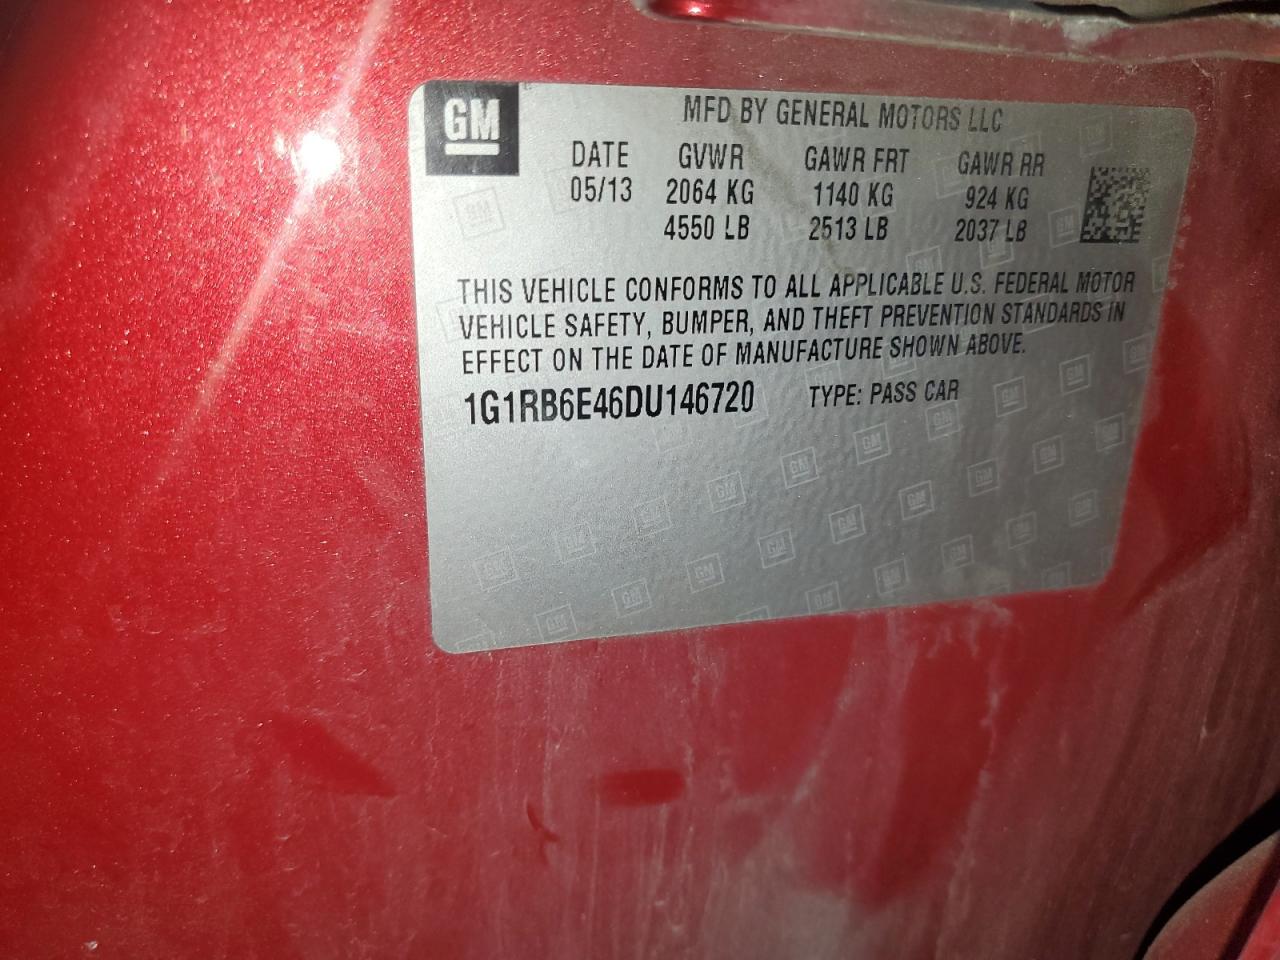 GM
MFD BY GENERAL MOTORS LLC
DATE GVWR GAWR FRT GAWR RR
05/13 2064 KG 1140 KG 924 KG
4550 LB 2513 LB 2037 LB
THIS VEHICLE CONFORMS TO ALL APPLICABLE U.S. FEDERAL MOTOR
VEHICLE SAFETY, BUMPER, AND THEFT PREVENTION STANDARDS IN
EFFECT ON THE DATE OF MANUFACTURE SHOWN ABOVE.
1G1RB6E46DU146720 TYPE: PASS CAR